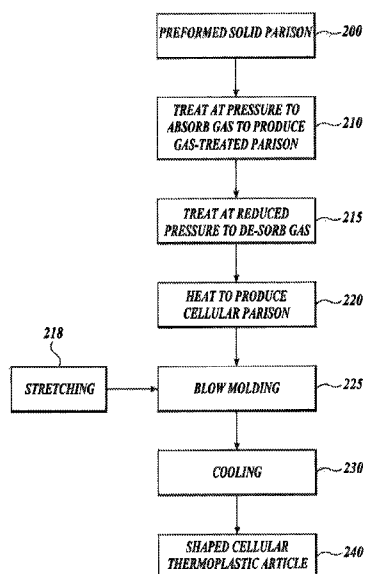 PREFORMED SOLID PARISON
200
TREAT AT PRESSURE TO
ABSORB GAS TO PRODUCE
GAS-TREATED PARISON
210
TREAT AT REDUCED
PRESSURE TO DE-SORB GAS
215
HEAT TO PRODUCE
CELLULAR PARISON
220
218
STRETCHING
BLOW MOLDING
225
COOLING
230
SHAPED CELLULAR
THERMOPLASTIC ARTICLE
240